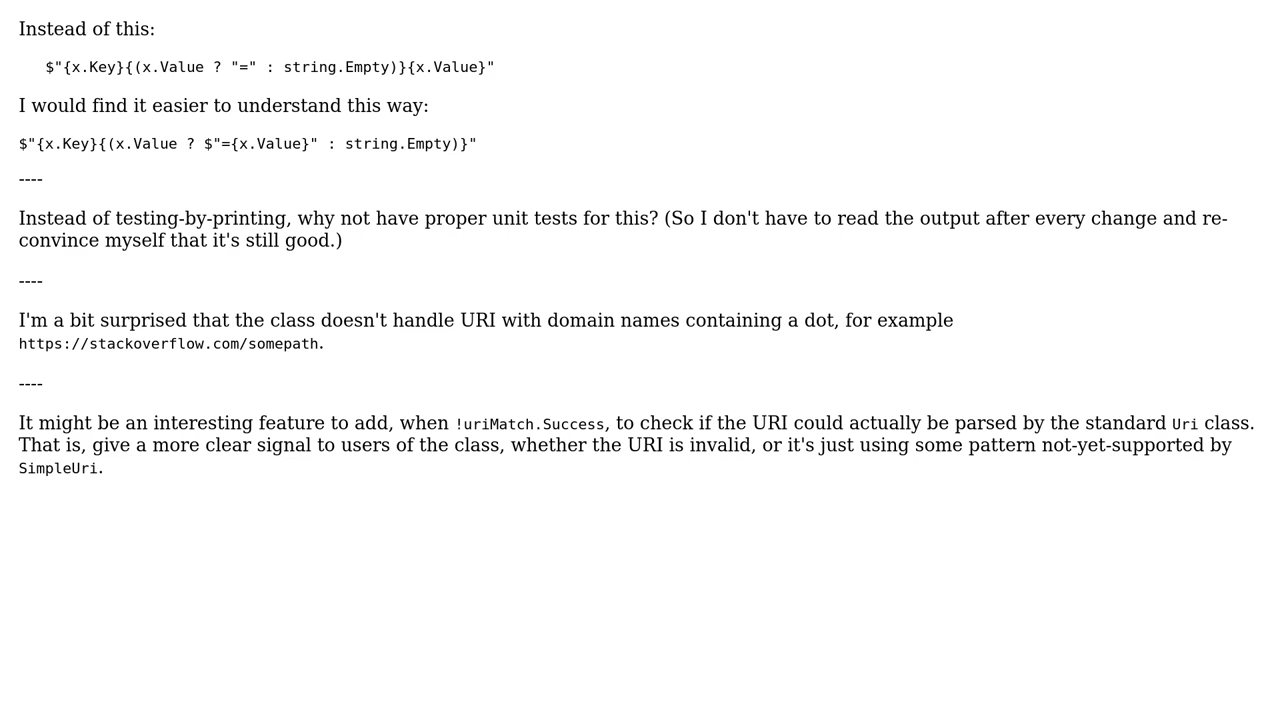 Instead of this:
$"{x.Key}{(x.Value ? "=" : string.Empty)}{x.Value}"
I would find it easier to understand this way:
$"{x.Key}{(x.Value ? $"={x.Value}" : string.Empty)}"
----
Instead of testing-by-printing, why not have proper unit tests for this? (So I don't have to read the output after every change and re-
convince myself that it's still good.)
----
I'm a bit surprised that the class doesn't handle URI with domain names containing a dot, for example
https://stackoverflow.com/somepath.
----
It might be an interesting feature to add, when !uriMatch.Success, to check if the URI could actually be parsed by the standard Uri class.
That is, give a more clear signal to users of the class, whether the URI is invalid, or it's just using some pattern not-yet-supported by
SimpleUri.